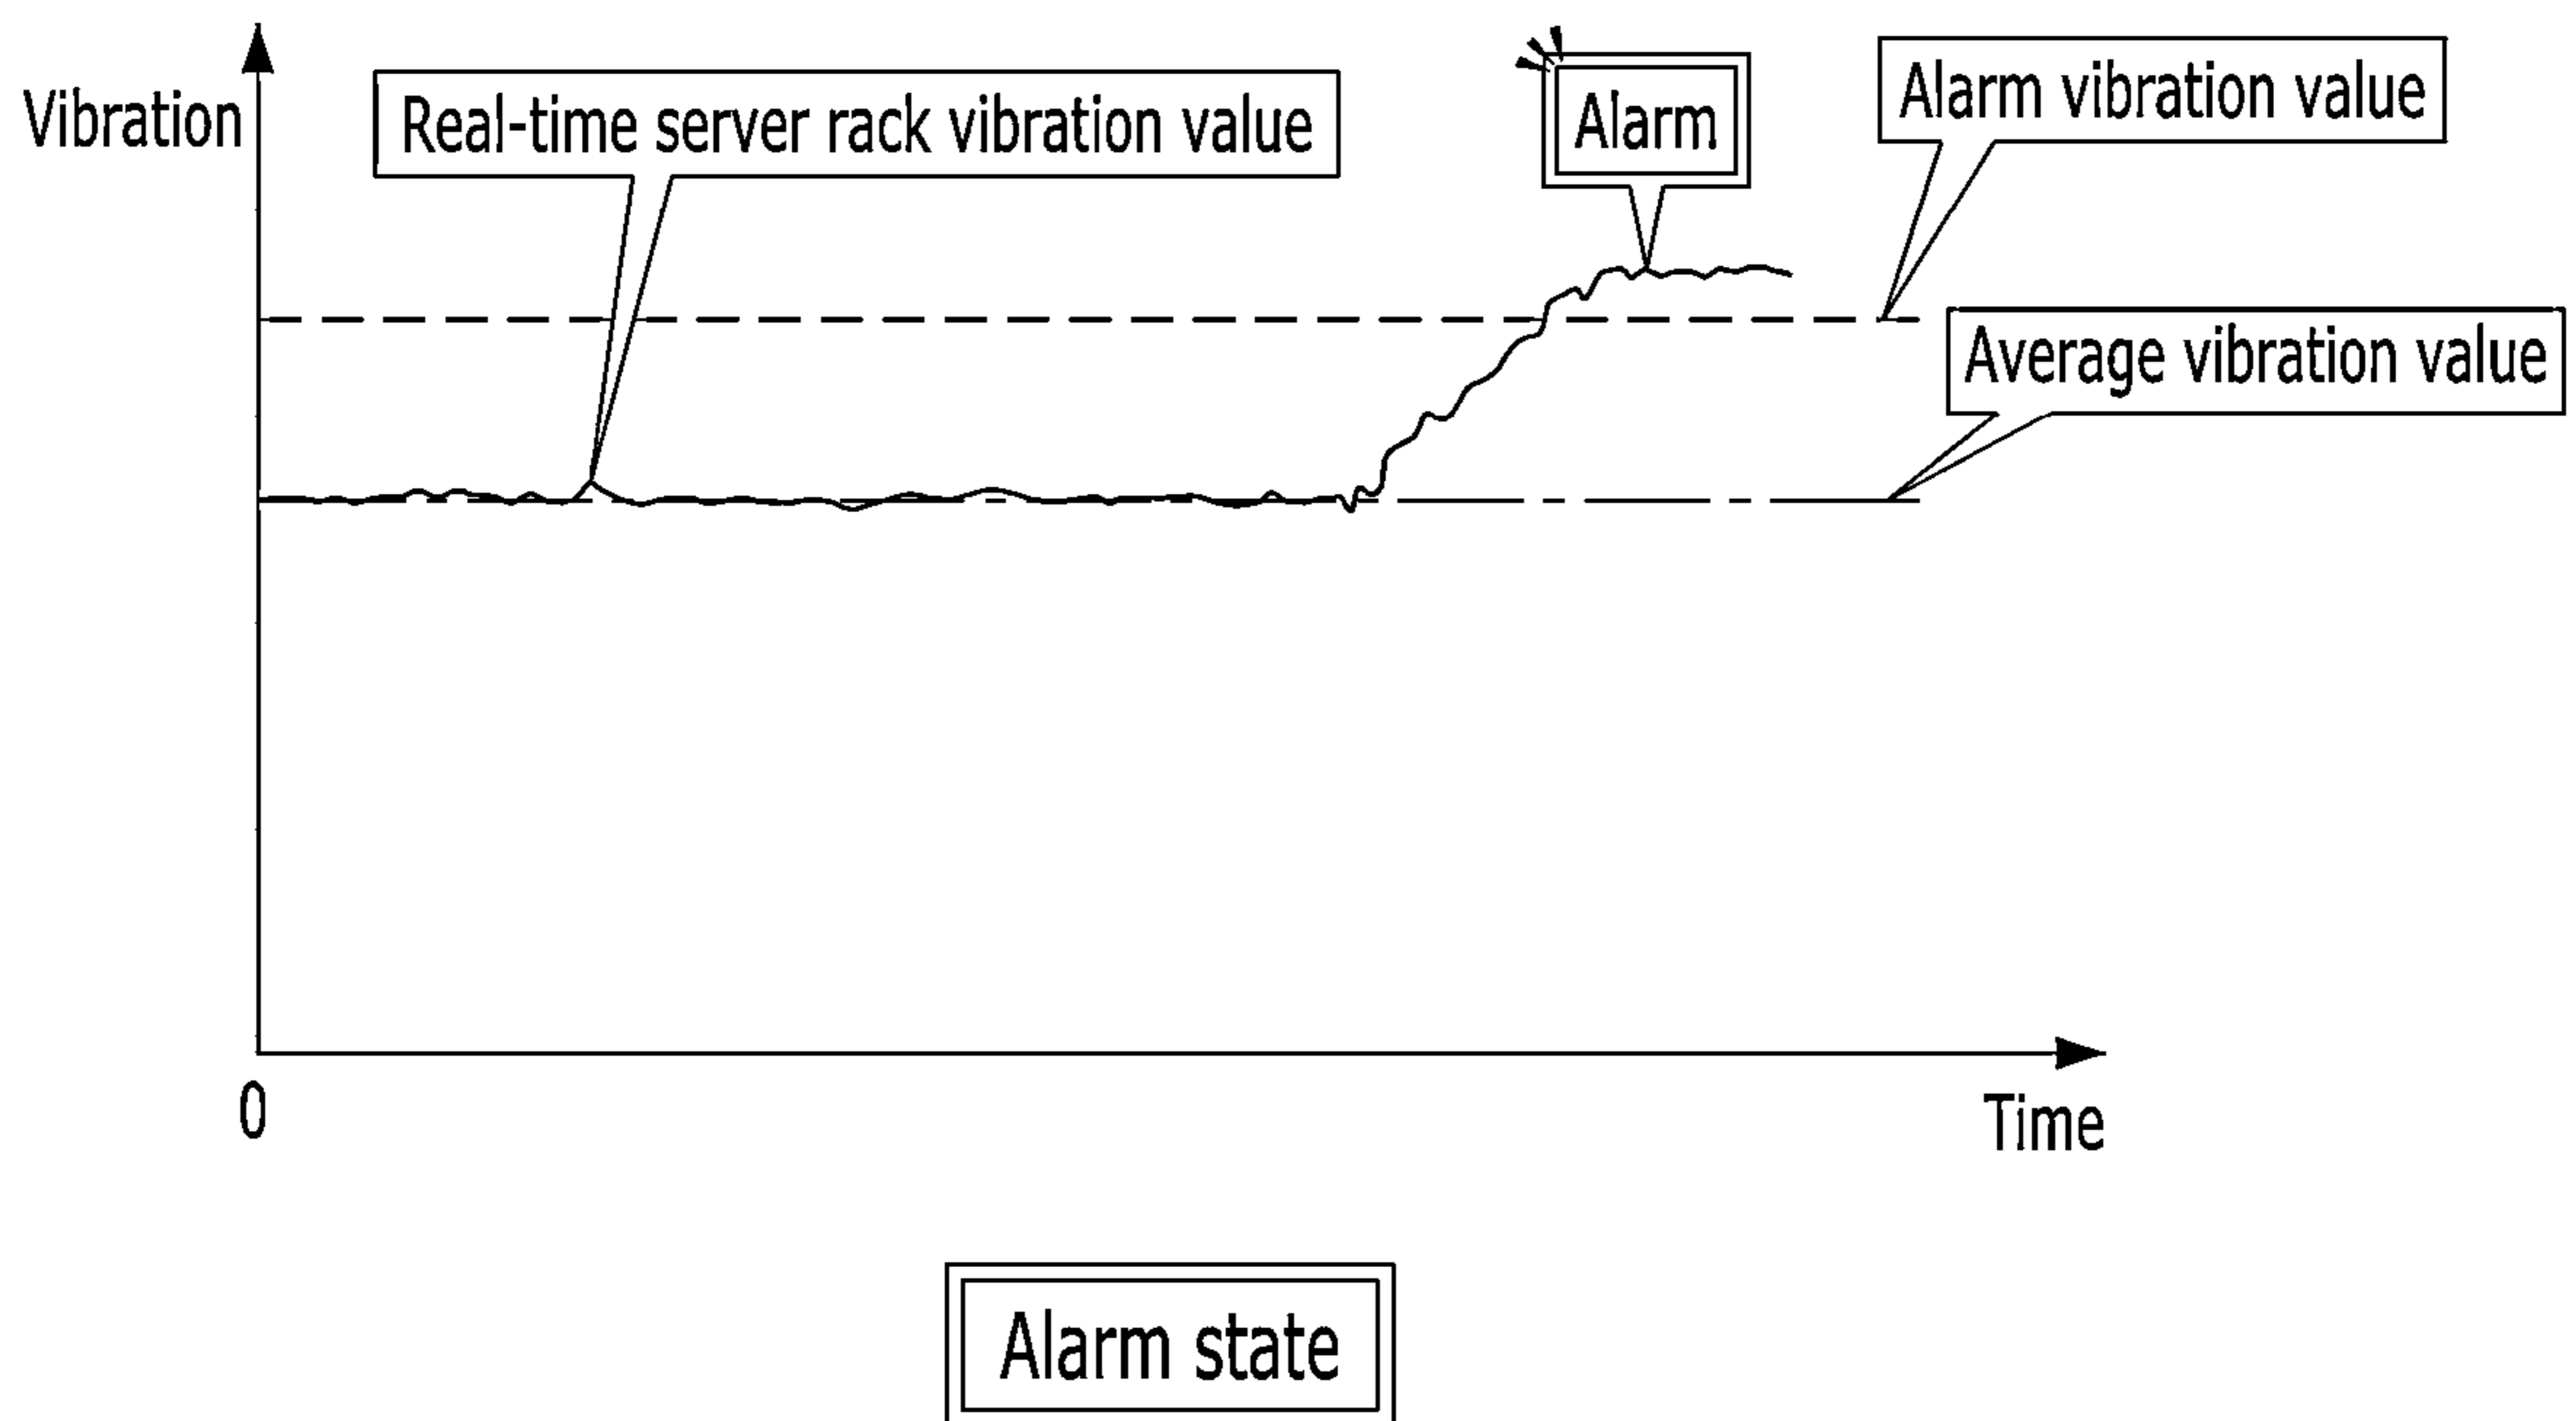 Vibration
Real-time server rack vibration value
Alarm
Alarm vibration value
Average vibration value
0
Time
Alarm state